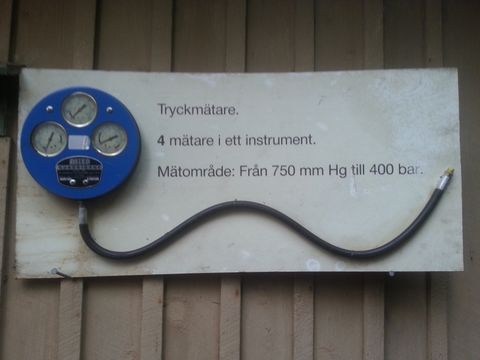 Tryckmätare.
4 mätare i ett instrument.
Mätområde: Från 750 mm Hg till 400 bar.